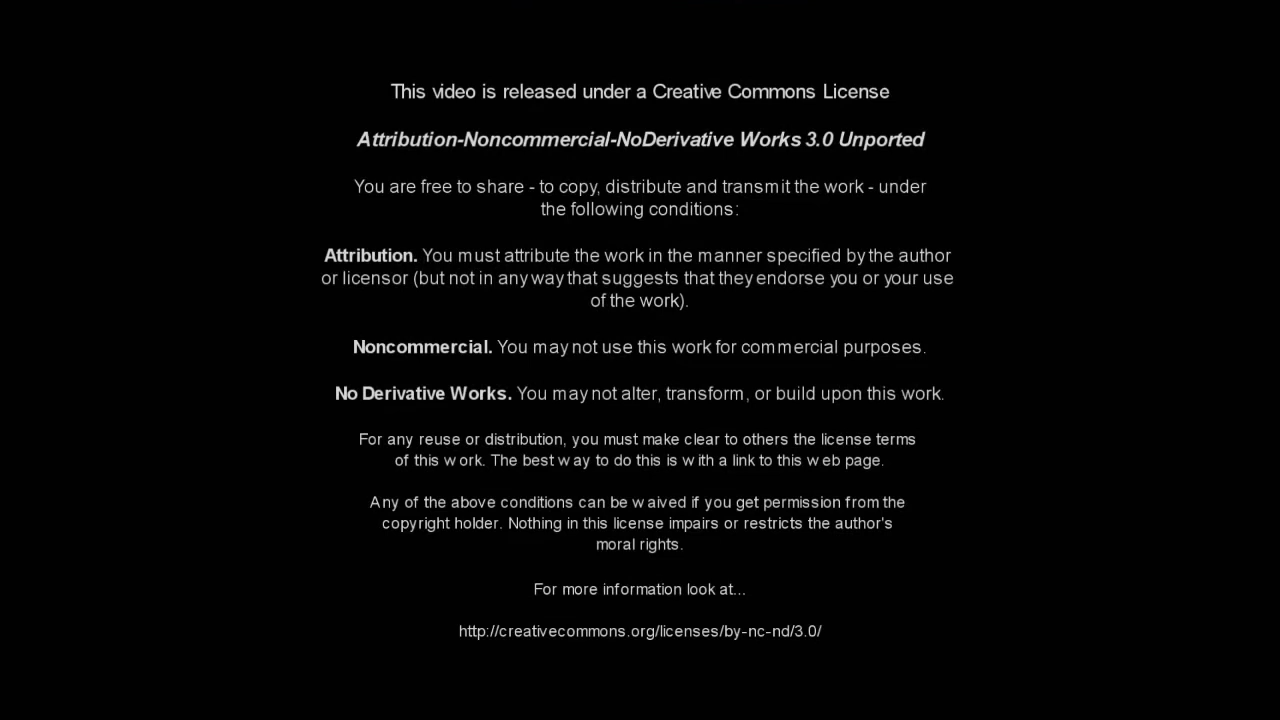 This video is released under a Creative Commons License
Attribution-Noncommercial-NoDerivative Works 3.0 Unported
You are free to share - to copy, distribute and transmit the work - under
the following conditions:
Attribution. You must attribute the work in the manner specified by the author
or licensor (but not in any way that suggests that they endorse you or your use
of the work).
Noncommercial. You may not use this work for commercial purposes.
No Derivative Works. You may not alter, transform, or build upon this work.
For any reuse or distribution, you must make clear to others the license terms
of this work. The best way to do this is with a link to this web page.
Any of the above conditions can be waived if you get permission from the
copyright holder. Nothing in this license impairs or restricts the author's
moral rights.
For more information look at...
http://creativecommons.org/licenses/by-nc-nd/3.0/